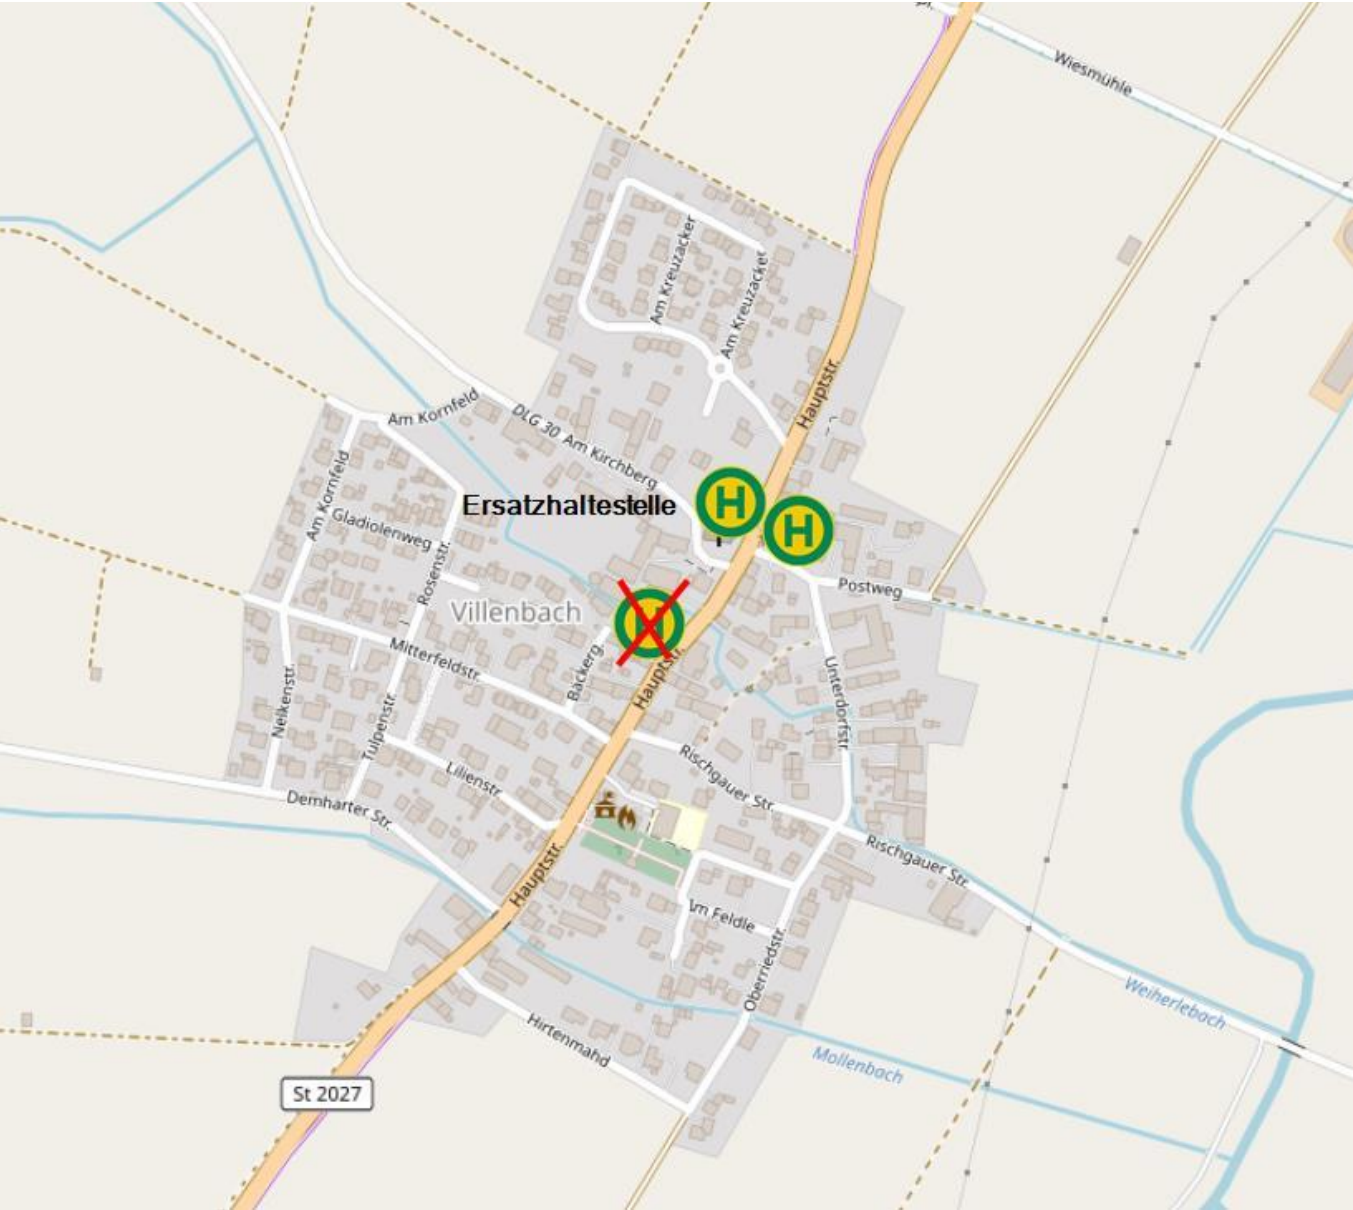 Wiesmühle
Am Kreuzacker
Am Kreuzacker
Hauptstr.
Am Kornfeld
DLG 30 Am Kirchberg
Am Kornfeld
Ersatzhaltestelle
H
H
Gladiolenweg
Rosenstr.
Postweg
Villenbach
H
Mitterfeldstr.
Bäckerg.
Hauptstr.
Unterdorfstr.
Nelkenstr.
Tulpenstr.
Lilienstr.
Rischgauer Str.
Demharter Str.
Hauptstr.
Rischgauer Str.
Im Feldle
Oberriedstr.
Weiherlebach
Hirtenmahd
Mollenbach
St 2027